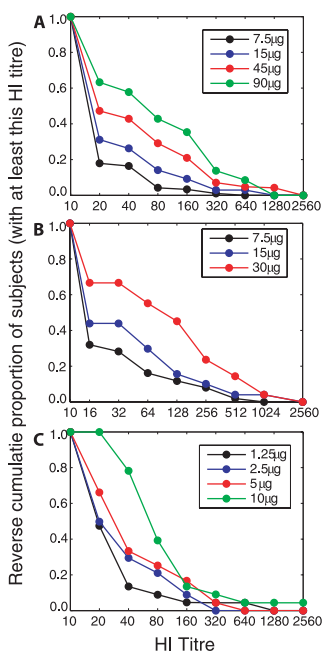 Reverse cumulatie proportion of subjects (with at least this HI titre)
A
1.0
0.8
0.6
0.4
0.2
0.0
7.5µg
15µg
45µg
90µg
10 20 40 80 160 320 640 1280 2560
B
1.0
0.8
0.6
0.4
0.2
0.0
7.5µg
15µg
30µg
10 16 32 64 128 256 512 1024 2560
C
1.0
0.8
0.6
0.4
0.2
0.0
1,25µg
2.5µg
5µg
10µg
10 20 40 80 160 320 640 1280 2560
HI Titre